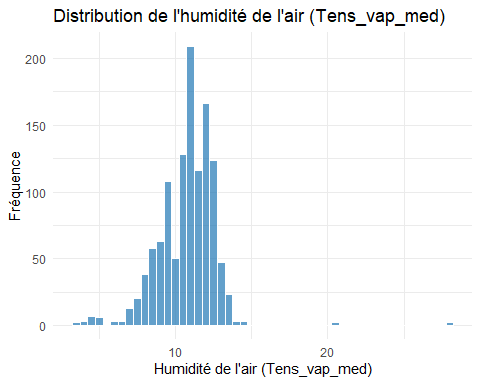 Distribution de l'humidité de l'air (Tens_vap_med)
Fréquence
200
150
100
50
0
10
20
Humidité de l'air (Tens_vap_med)